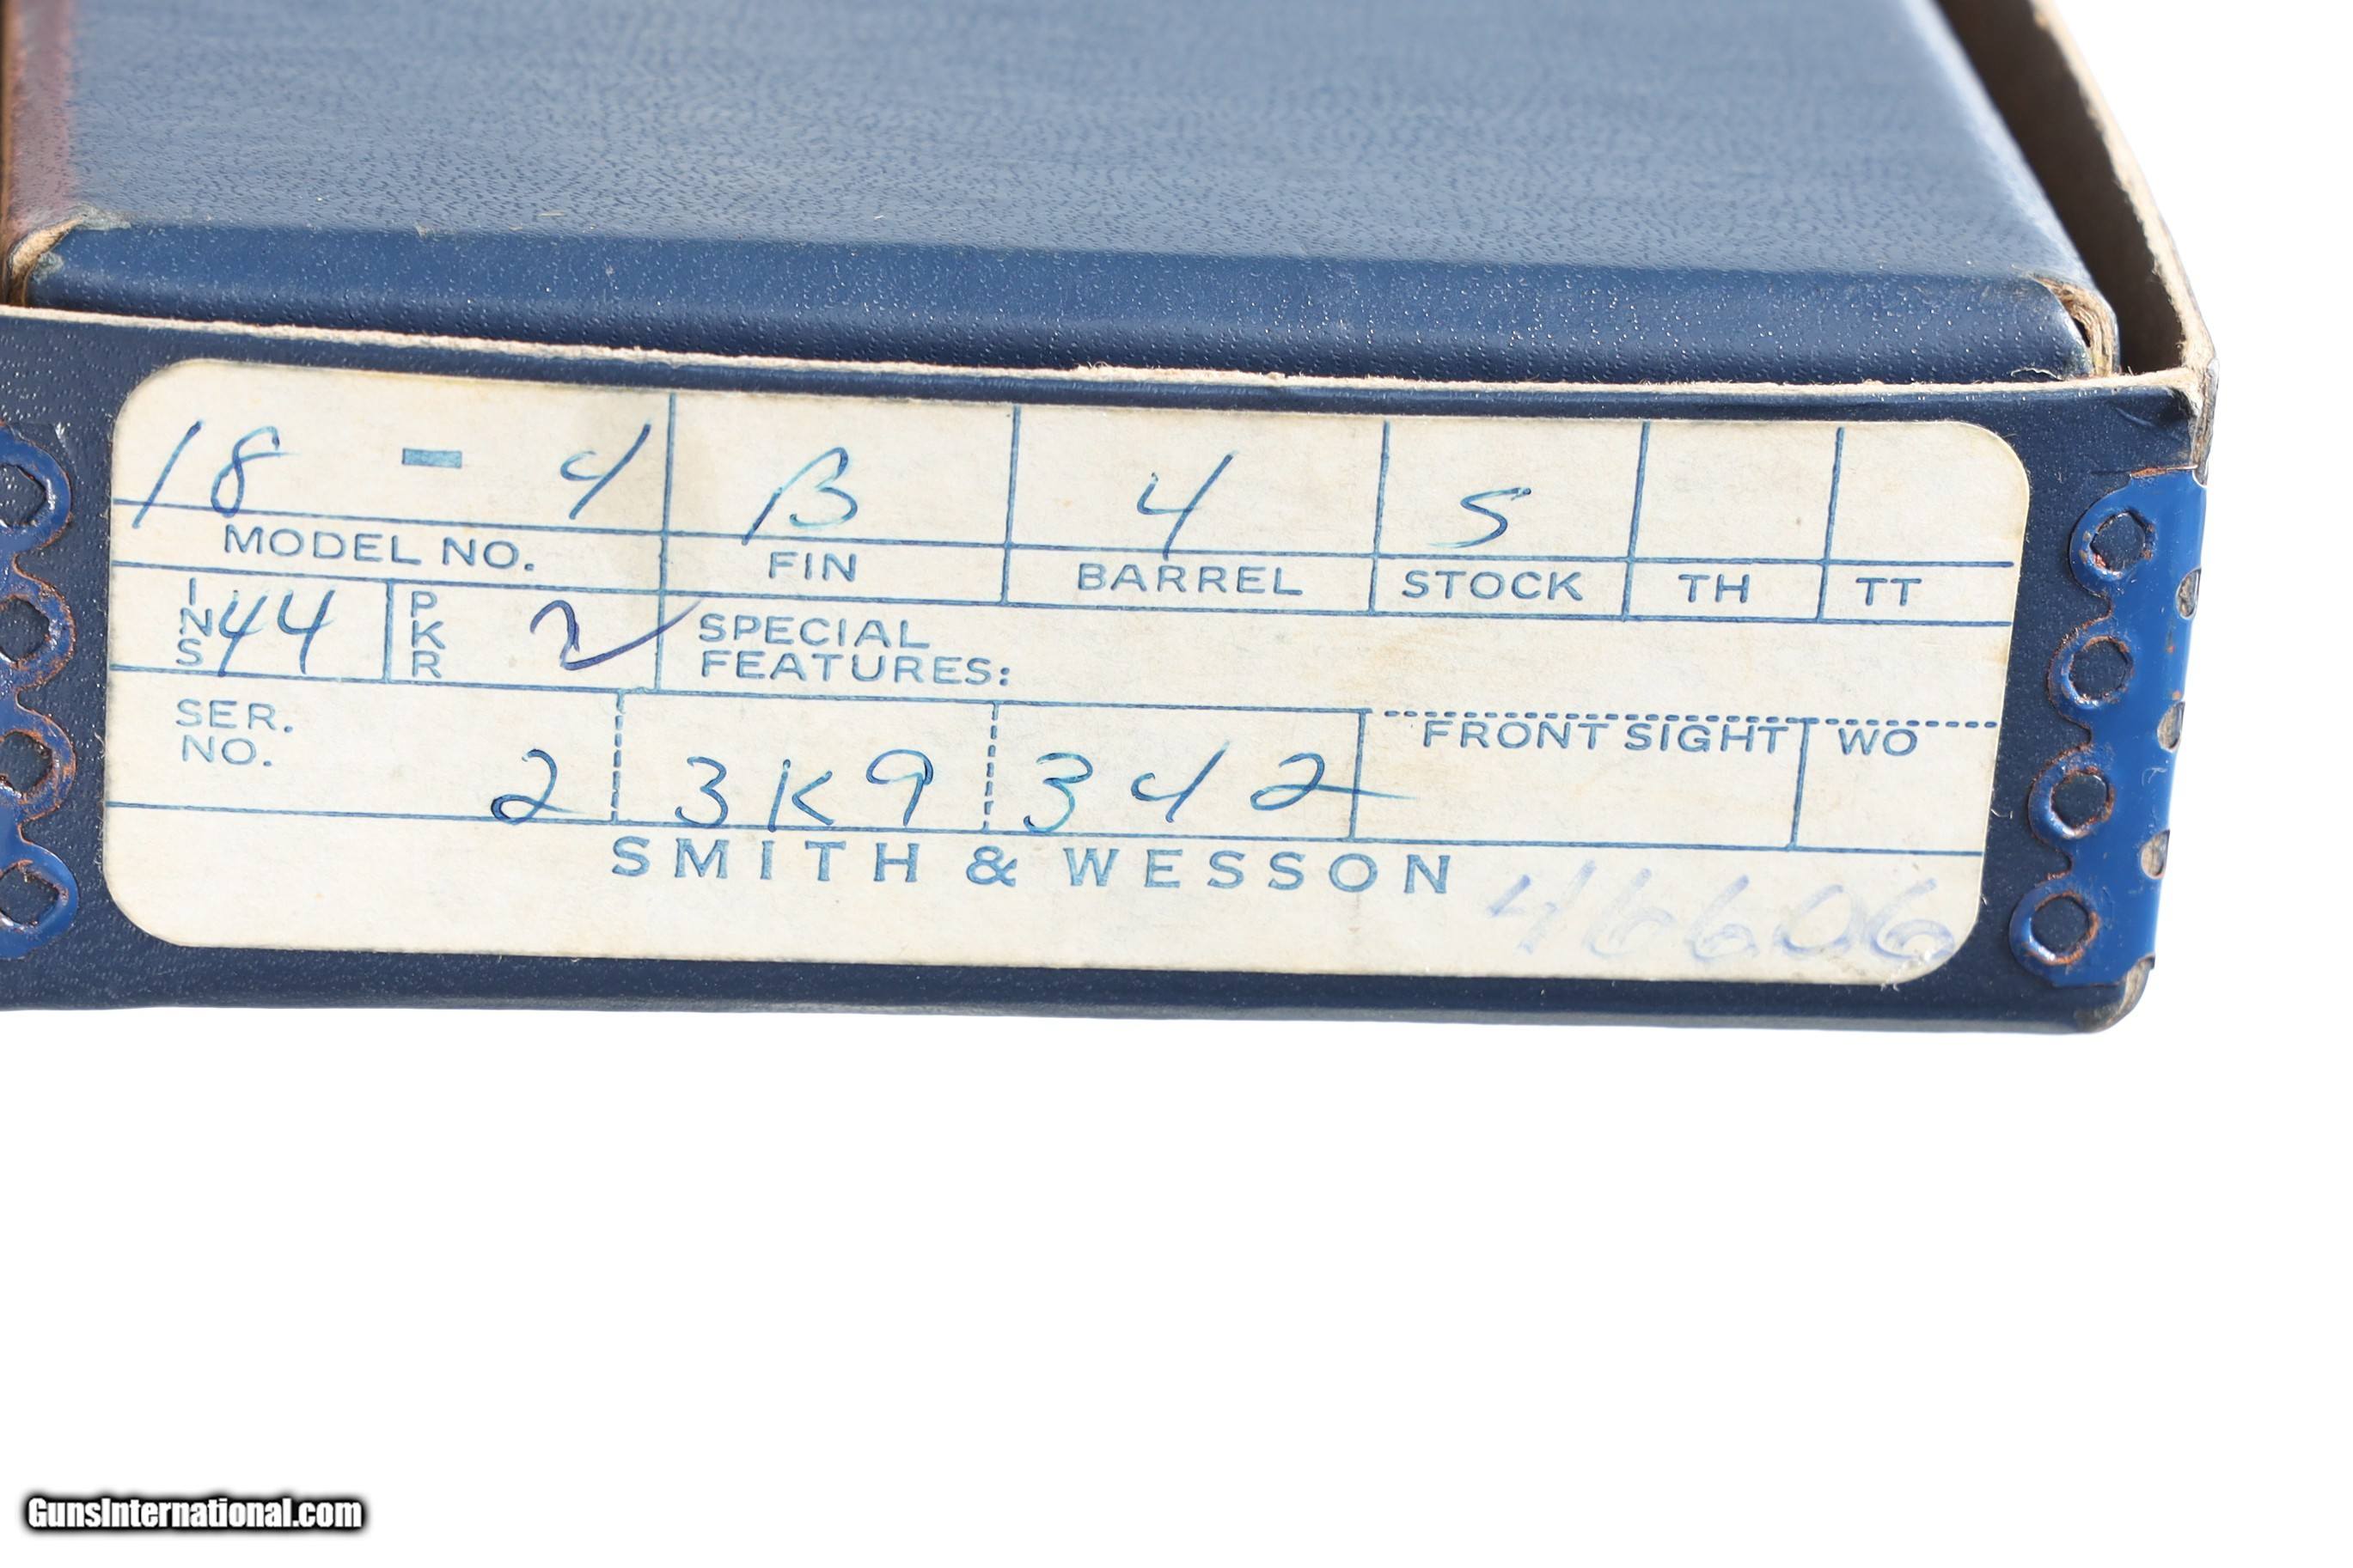 18 - 4 B 4 S
MODEL NO. FIN BARREL STOCK TH TT
INS 44 PKR 2 SPECIAL
FEATURES:
SER. FRONT SIGHT WO
NO. 2 3K9 342
SMITH & WESSON
46606
GunsInternational.com